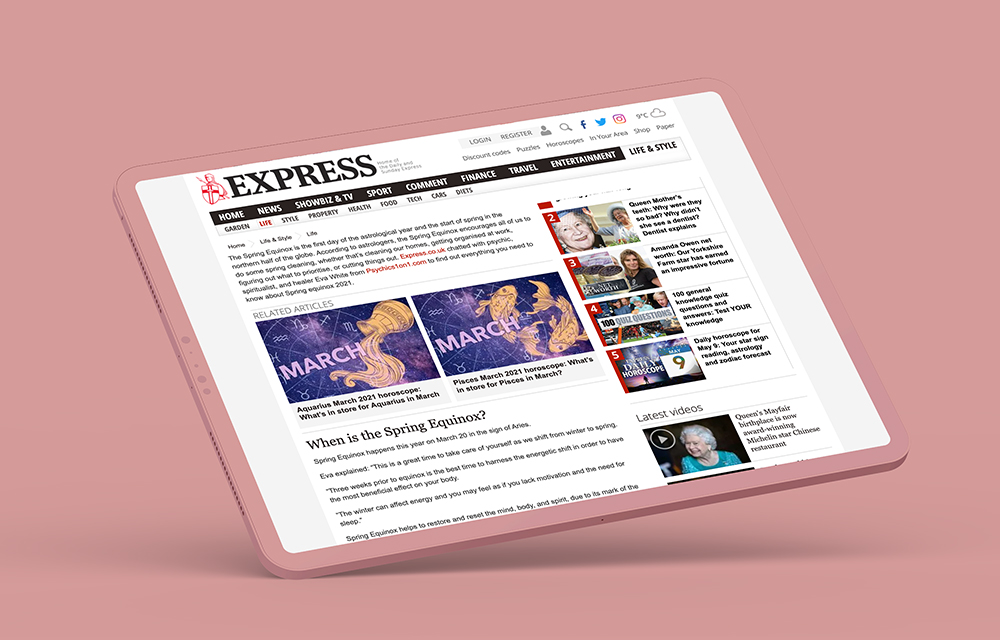 LOGIN REGISTER
9°C
Discount codes Puzzles Horoscopes In Your Area Shop Paper
EXPRESS
Home of
the Daily and
Sunday Express
HOME NEWS SHOWBIZ & TV SPORT COMMENT FINANCE TRAVEL ENTERTAINMENT LIFE & STYLE
GARDEN LIFE STYLE PROPERTY HEALTH FOOD TECH CARS DIETS
Home Life & Style Life
The Spring Equinox is the first day of the astrological year and the start of spring in the
northern half of the globe. According to astrologers, the Spring Equinox encourages all of us to
do some spring cleaning, whether that's cleaning our homes, getting organised at work,
figuring out what to prioritise, or cutting things out. Express.co.uk chatted with psychic,
spiritualist, and healer Eva White from Psychics1on1.com to find out everything you need to
know about Spring equinox 2021.
RELATED ARTICLES
MARCH
Aquarius March 2021 horoscope:
What's in store for Aquarius in March
MARCH
Pisces March 2021 horoscope: What's
in store for Pisces in March?
When is the Spring Equinox?
Spring Equinox happens this year on March 20 in the sign of Aries.
Eva explained: "This is a great time to take care of yourself as we shift from winter to spring.
"Three weeks prior to equinox is the best time to harness the energetic shift in order to have
the most beneficial effect on your body.
"The winter can affect energy and you may feel as if you lack motivation and the need for
sleep."
Spring Equinox helps to restore and reset the mind, body, and spirit, due to its mark of the
2
Queen Mother's
teeth: Why were they
so bad? Why didn't
she see a dentist?
Dentist explains
3
Amanda Owen net
worth: Our Yorkshire
Farm star has earned
an impressive fortune
4
100 QUIZ QUESTIONS
100 general
knowledge quiz
questions and
answers: Test YOUR
knowledge
5
DAILY
HOROSCOPE
MAY
9
Daily horoscope for
May 9: Your star sign
reading, astrology
and zodiac forecast
Latest videos
Queen's Mayfair
birthplace is now
award-winning
Michelin star Chinese
restaurant